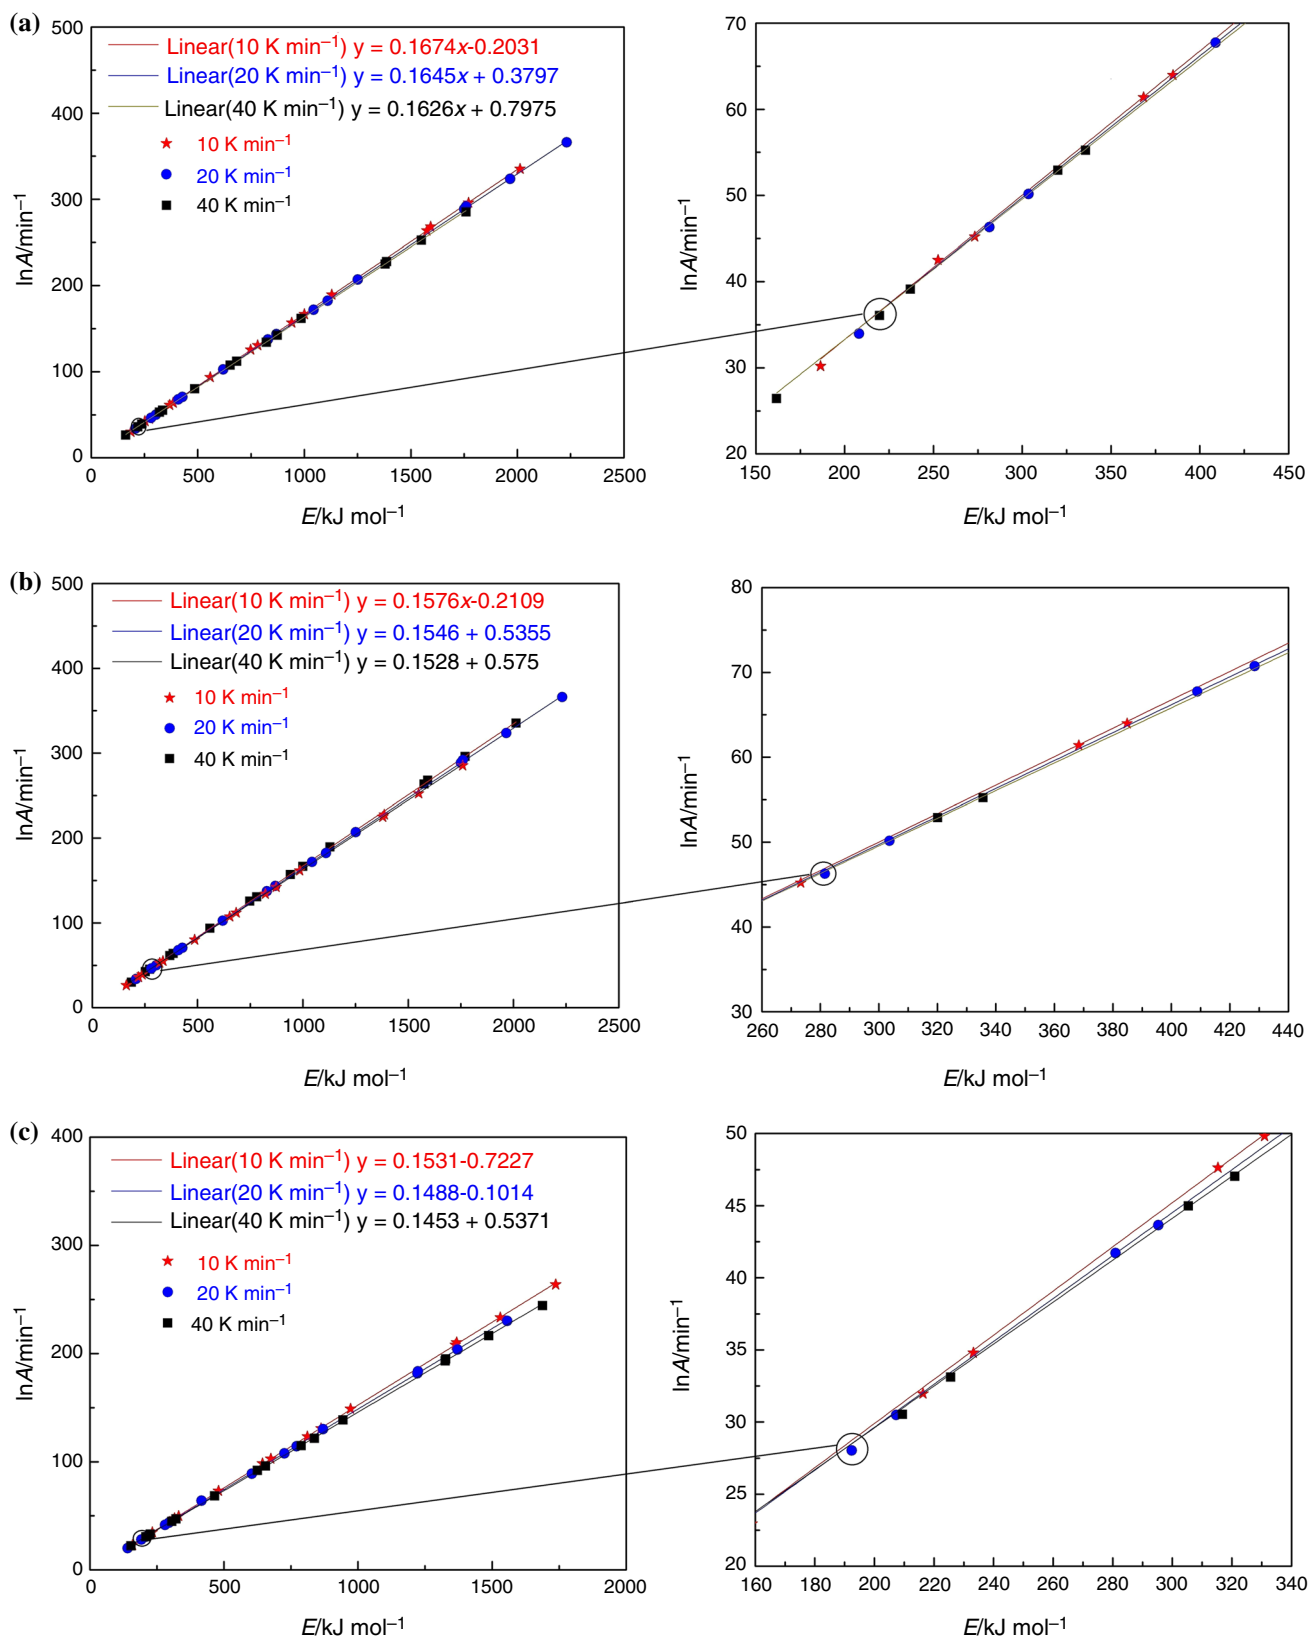 (a)
500
400
300
200
100
0
lnA/min⁻¹
Linear(10 K min⁻¹) y = 0.1674x-0.2031
Linear(20 K min⁻¹) y = 0.1645x + 0.3797
Linear(40 K min⁻¹) y = 0.1626x + 0.7975
10 K min⁻¹
20 K min⁻¹
40 K min⁻¹
0 500 1000 1500 2000 2500
E/kJ mol⁻¹
70
60
50
40
30
20
lnA/min⁻¹
150 200 250 300 350 400 450
E/kJ mol⁻¹
(b)
500
400
300
200
100
0
lnA/min⁻¹
Linear(10 K min⁻¹) y = 0.1576x-0.2109
Linear(20 K min⁻¹) y = 0.1546 + 0.5355
Linear(40 K min⁻¹) y = 0.1528 + 0.575
10 K min⁻¹
20 K min⁻¹
40 K min⁻¹
0 500 1000 1500 2000 2500
E/kJ mol⁻¹
80
70
60
50
40
30
lnA/min⁻¹
260 280 300 320 340 360 380 400 420 440
E/kJ mol⁻¹
(c)
400
300
200
100
0
lnA/min⁻¹
Linear(10 K min⁻¹) y = 0.1531-0.7227
Linear(20 K min⁻¹) y = 0.1488-0.1014
Linear(40 K min⁻¹) y = 0.1453 + 0.5371
10 K min⁻¹
20 K min⁻¹
40 K min⁻¹
0 500 1000 1500 2000
E/kJ mol⁻¹
50
45
40
35
30
25
20
lnA/min⁻¹
160 180 200 220 240 260 280 300 320 340
E/kJ mol⁻¹